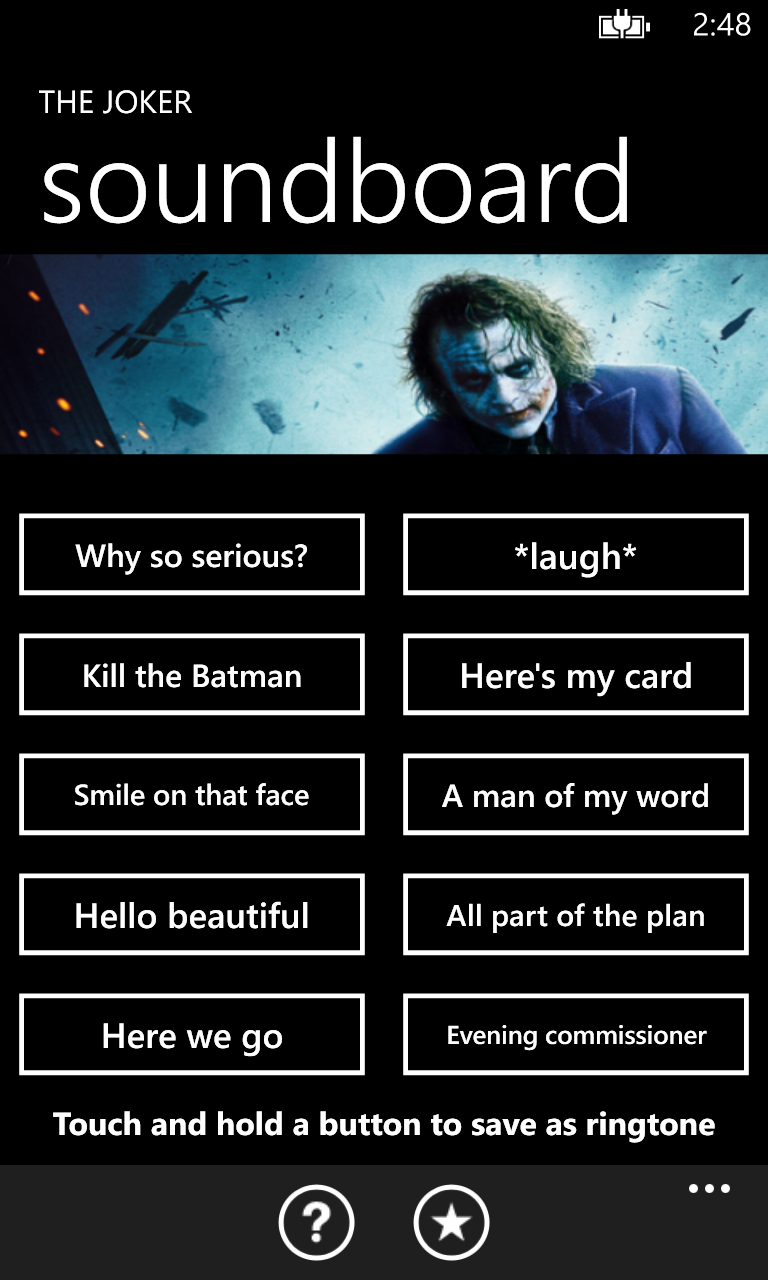 2:48
THE JOKER
soundboard
Why so serious?
*laugh*
Kill the Batman
Here's my card
Smile on that face
A man of my word
Hello beautiful
All part of the plan
Here we go
Evening commissioner
Touch and hold a button to save as ringtone
?